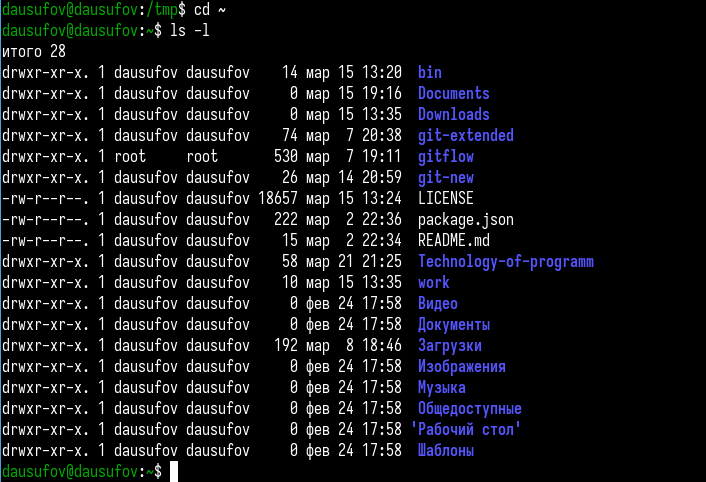 dausufov@dausufov:/tmp$ cd ~
dausufov@dausufov:~$ ls -l
итого 28
drwxr-xr-x. 1 dausufov dausufov    14 мар 15 13:20  bin
drwxr-xr-x. 1 dausufov dausufov     0 мар 15 19:16  Documents
drwxr-xr-x. 1 dausufov dausufov     0 мар 15 13:35  Downloads
drwxr-xr-x. 1 dausufov dausufov    74 мар  7 20:38  git-extended
drwxr-xr-x. 1 root     root       530 мар  7 19:11  gitflow
drwxr-xr-x. 1 dausufov dausufov    26 мар 14 20:59  git-new
-rw-r--r--. 1 dausufov dausufov 18657 мар 15 13:24  LICENSE
-rw-r--r--. 1 dausufov dausufov   222 мар  2 22:36  package.json
-rw-r--r--. 1 dausufov dausufov    15 мар  2 22:34  README.md
drwxr-xr-x. 1 dausufov dausufov    58 мар 21 21:25  Technology-of-programm
drwxr-xr-x. 1 dausufov dausufov    10 мар 15 13:35  work
drwxr-xr-x. 1 dausufov dausufov     0 фев 24 17:58  Видео
drwxr-xr-x. 1 dausufov dausufov     0 фев 24 17:58  Документы
drwxr-xr-x. 1 dausufov dausufov   192 мар  8 18:46  Загрузки
drwxr-xr-x. 1 dausufov dausufov     0 фев 24 17:58  Изображения
drwxr-xr-x. 1 dausufov dausufov     0 фев 24 17:58  Музыка
drwxr-xr-x. 1 dausufov dausufov     0 фев 24 17:58  Общедоступные
drwxr-xr-x. 1 dausufov dausufov     0 фев 24 17:58 'Рабочий стол'
drwxr-xr-x. 1 dausufov dausufov     0 фев 24 17:58  Шаблоны
dausufov@dausufov:~$